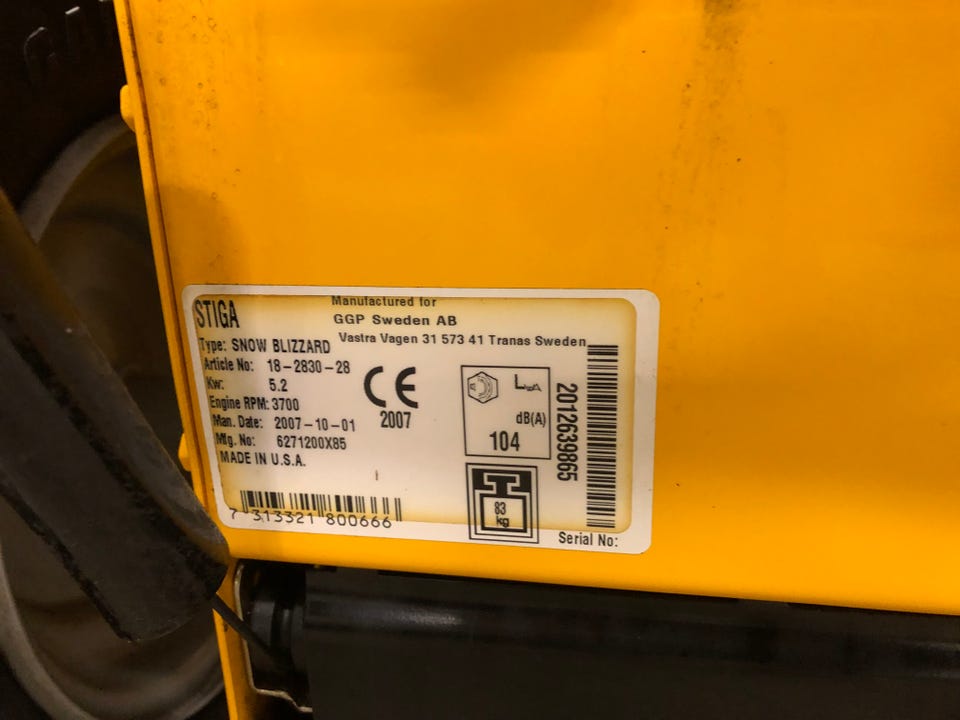 STIGA
Manufactured for
GGP Sweden AB
Vastra Vagen 31 573 41 Tranas Sweden
Type: SNOW BLIZZARD
Article No: 18-2830-28
Kw: 5.2
Engine RPM: 3700
Man. Date: 2007-10-01
Mfg. No: 6271200X85
MADE IN U.S.A.
CE
2007
LWA
dB(A)
104
83
kg
2012639865
Serial No:
7 313321 800666